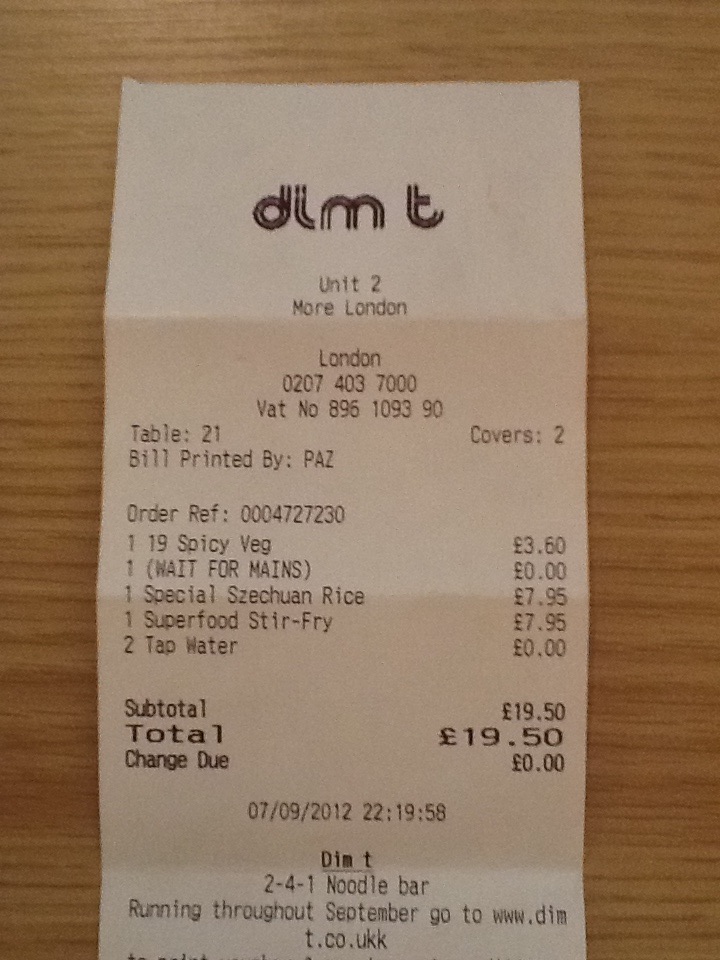 dim t
Unit 2
More London
London
0207 403 7000
Vat No 896 1093 90
Table: 21 Covers: 2
Bill Printed By: PAZ
Order Ref: 0004727230
1 19 Spicy Veg £3.60
1 (WAIT FOR MAINS) £0.00
1 Special Szechuan Rice £7.95
1 Superfood Stir-Fry £7.95
2 Tap Water £0.00
Subtotal £19.50
Total £19.50
Change Due £0.00
07/09/2012 22:19:58
Dim t
2-4-1 Noodle bar
Running throughout September go to www.dim
t.co.ukk